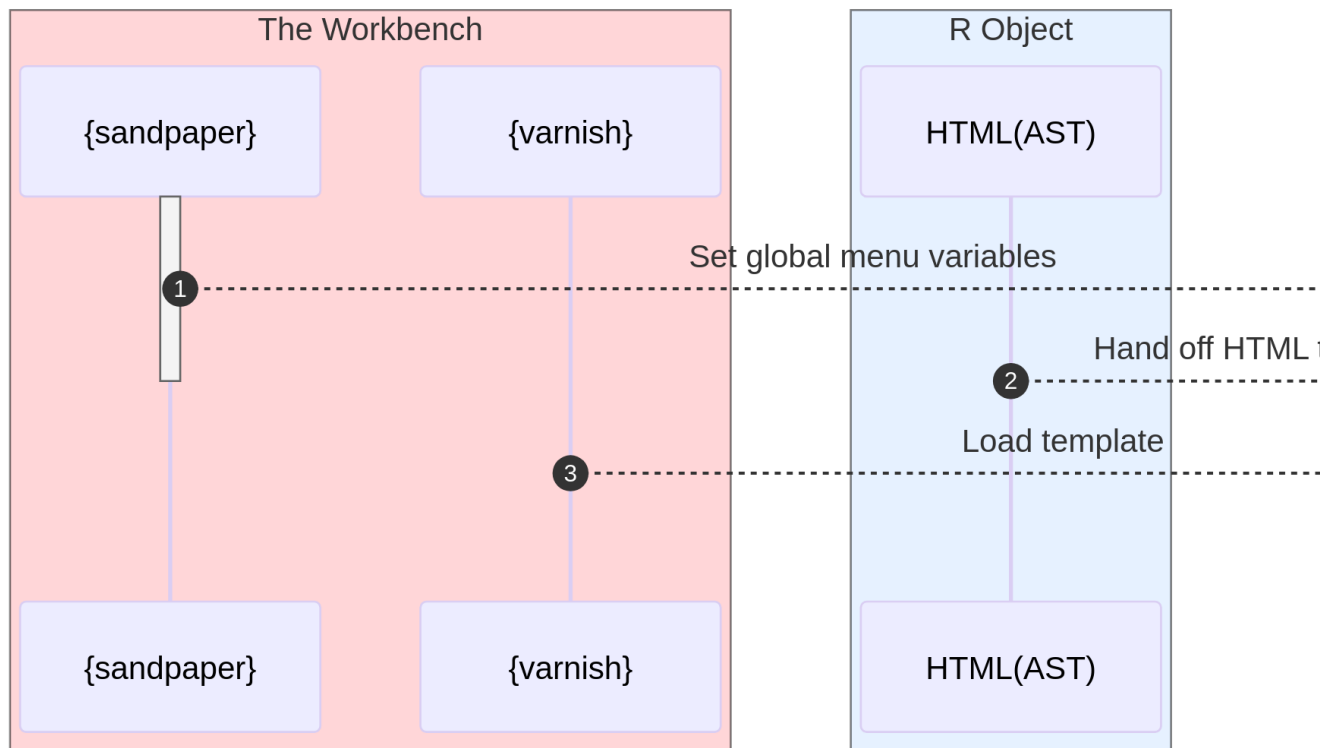 The Workbench
R Object
{sandpaper}
{varnish}
HTML(AST)
Set global menu variables
1
Hand off HTML
2
Load template
3
{sandpaper}
{varnish}
HTML(AST)